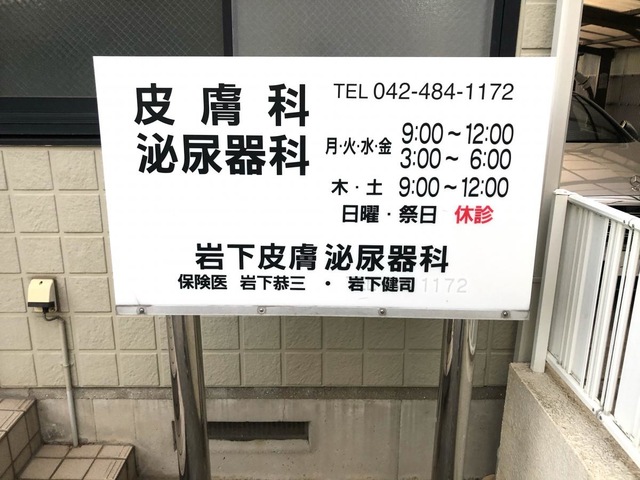 皮膚科
泌尿器科
TEL 042-484-1172
月・火・水・金 9:00～12:00
3:00～ 6:00
木・土 9:00～12:00
日曜・祭日 休診
岩下皮膚泌尿器科
保険医 岩下恭三 ・ 岩下健司
1172